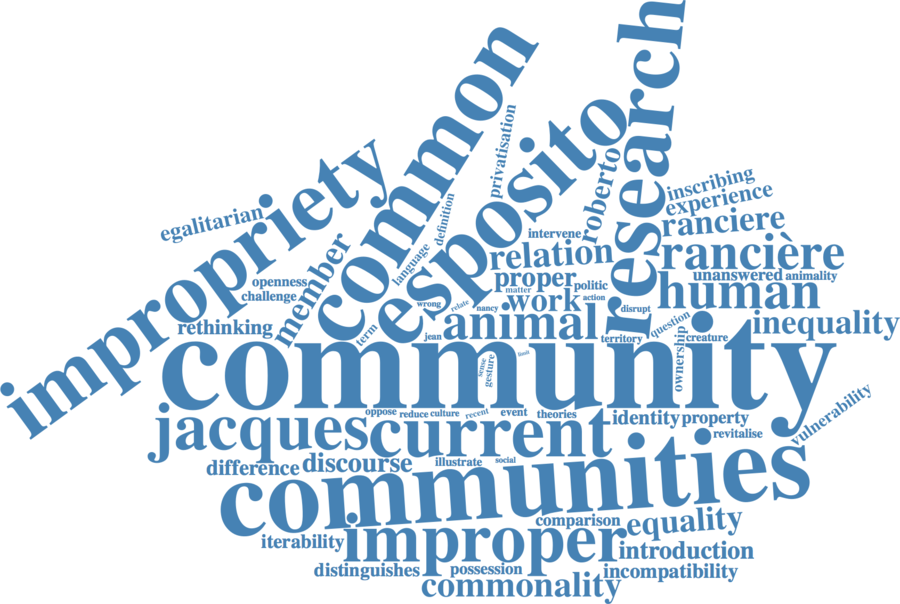 research
common
esposito
impropriety
privatisation
roberto
inscribing
experience
egalitarian
definition
ranciere
member
intervene
language
relation
rancière
openness
proper
unanswered
animality
challenge
matter
politic
human
wrong
relate
work
action
rethinking
term
jean
nancy
animal
disrupt
territory
question
creature
inequality
community
sense
gesture
limit
ownership
vulnerability
jacques
oppose
reduce
culture
recent
event
theories
identity
property
current
revitalise
difference
discourse
illustrate
social
communities
iterability
improper
comparison
equality
introduction
distinguishes
possession
incompatibility
commonality